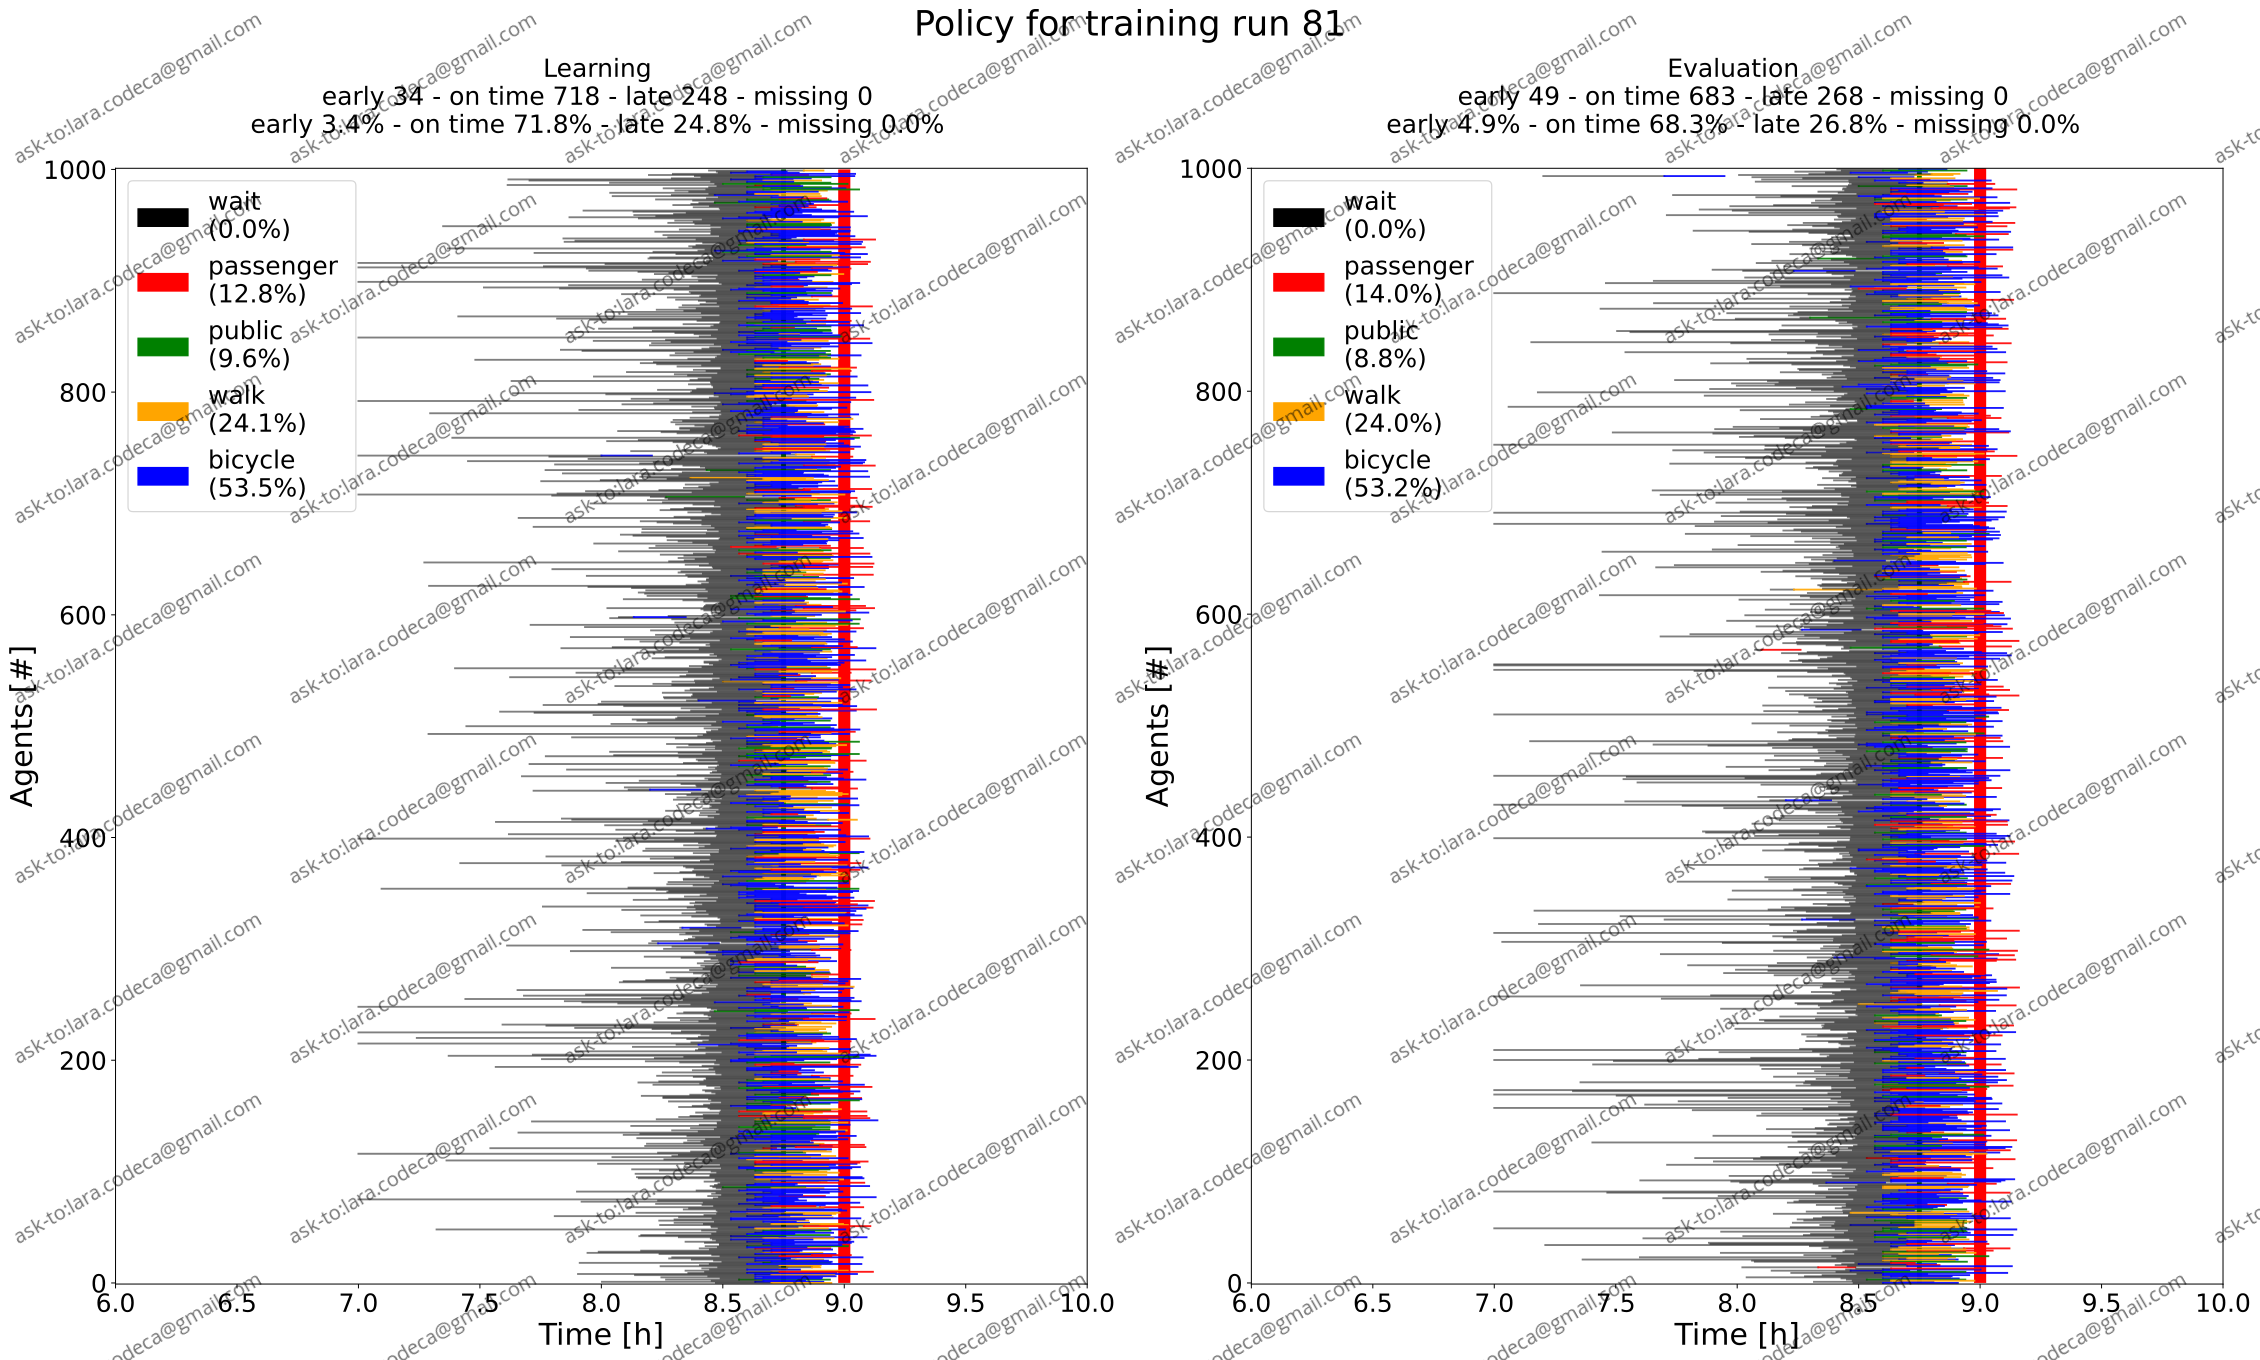 Policy for training run 81
Learning
early 34 - on time 718 - late 248 - missing 0
early 3.4% - on time 71.8% - late 24.8% - missing 0.0%
Evaluation
early 49 - on time 683 - late 268 - missing 0
early 4.9% - on time 68.3% - late 26.8% - missing 0.0%
wait
(0.0%)
passenger
(12.8%)
public
(9.6%)
walk
(24.1%)
bicycle
(53.5%)
1000
800
600
400
200
0
Agents [#]
6.0 6.5 7.0 7.5 8.0 8.5 9.0 9.5 10.0
Time [h]
wait
(0.0%)
passenger
(14.0%)
public
(8.8%)
walk
(24.0%)
bicycle
(53.2%)
1000
800
600
400
200
0
Agents [#]
6.0 6.5 7.0 7.5 8.0 8.5 9.0 9.5 10.0
Time [h]
ask-to:lara.codeca@gmail.com